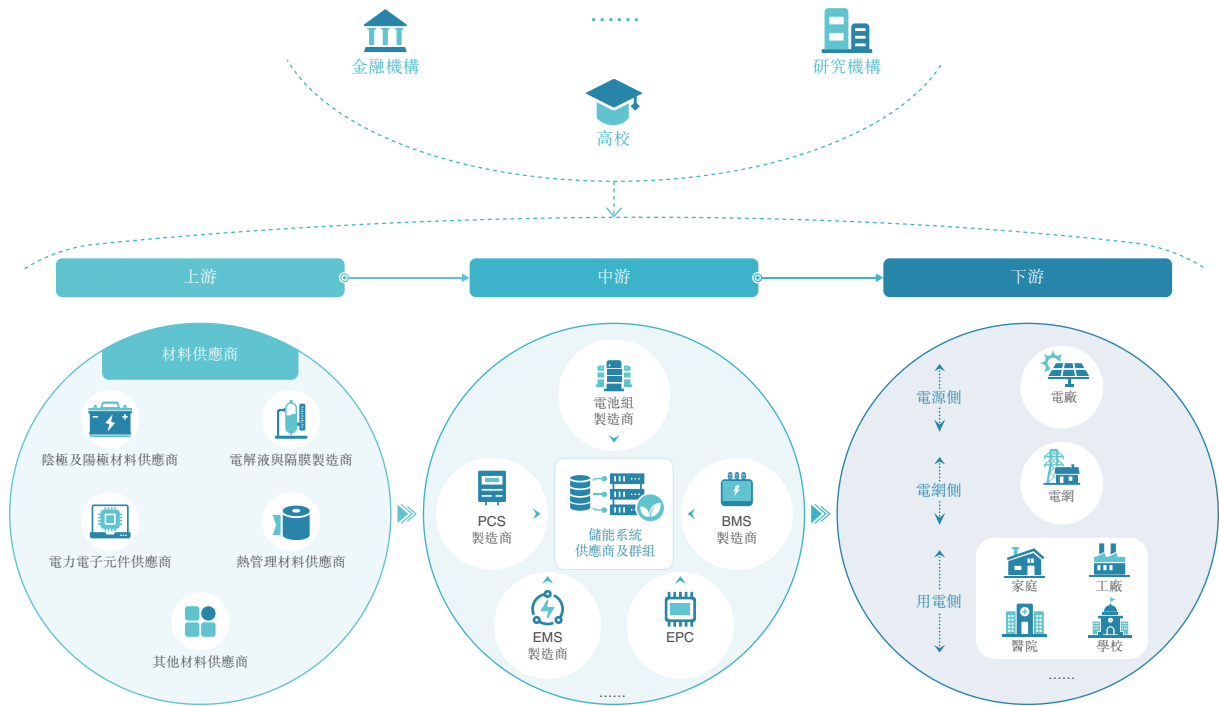 ……
金融機構
研究機構
高校
上游
中游
下游
材料供應商
陰極及陽極材料供應商
電解液與隔膜製造商
電力電子元件供應商
熱管理材料供應商
其他材料供應商
電池組
製造商
PCS
製造商
儲能系統
供應商及群組
BMS
製造商
EMS
製造商
EPC
……
電源側
電廠
電網側
電網
用電側
家庭
工廠
醫院
學校
……